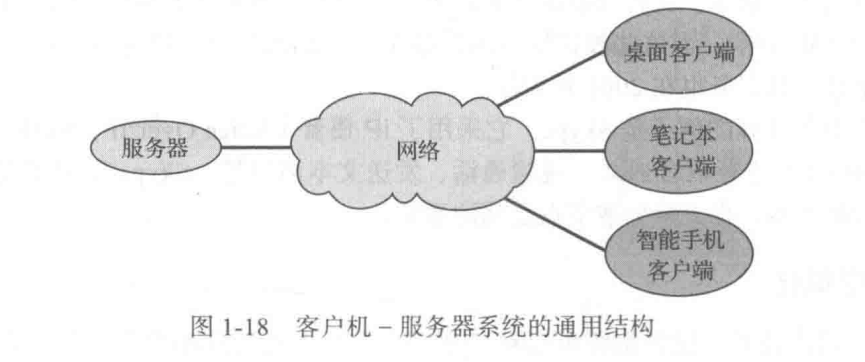 桌面客户端
服务器
网络
笔记本
客户端
智能手机
客户端
图 1-18 客户机－服务器系统的通用结构